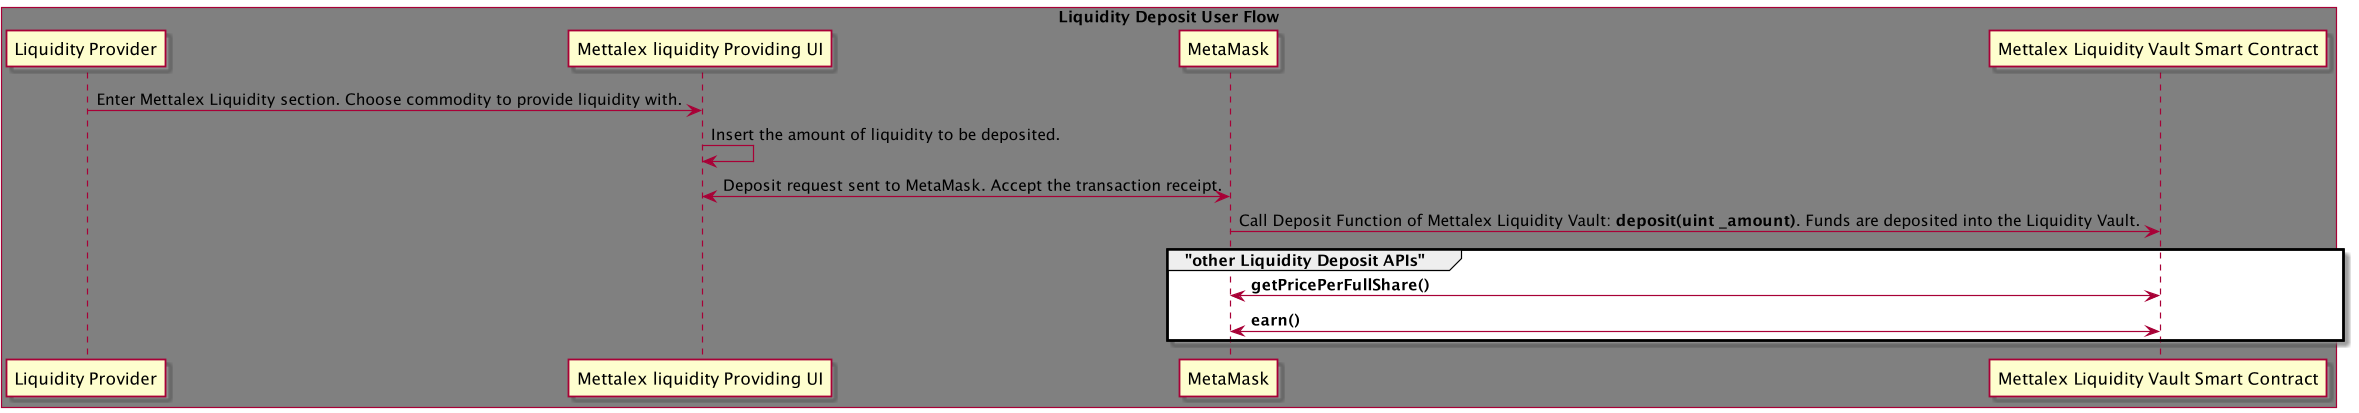 Liquidity Deposit User Flow
Liquidity Provider
Mettalex liquidity Providing UI
MetaMask
Mettalex Liquidity Vault Smart Contract
Enter Mettalex Liquidity section. Choose commodity to provide liquidity with.
Insert the amount of liquidity to be deposited.
Deposit request sent to MetaMask. Accept the transaction receipt.
Call Deposit Function of Mettalex Liquidity Vault: deposit(uint _amount). Funds are deposited into the Liquidity Vault.
"other Liquidity Deposit APIs"
getPricePerFullShare()
earn()
Liquidity Provider
Mettalex liquidity Providing UI
MetaMask
Mettalex Liquidity Vault Smart Contract